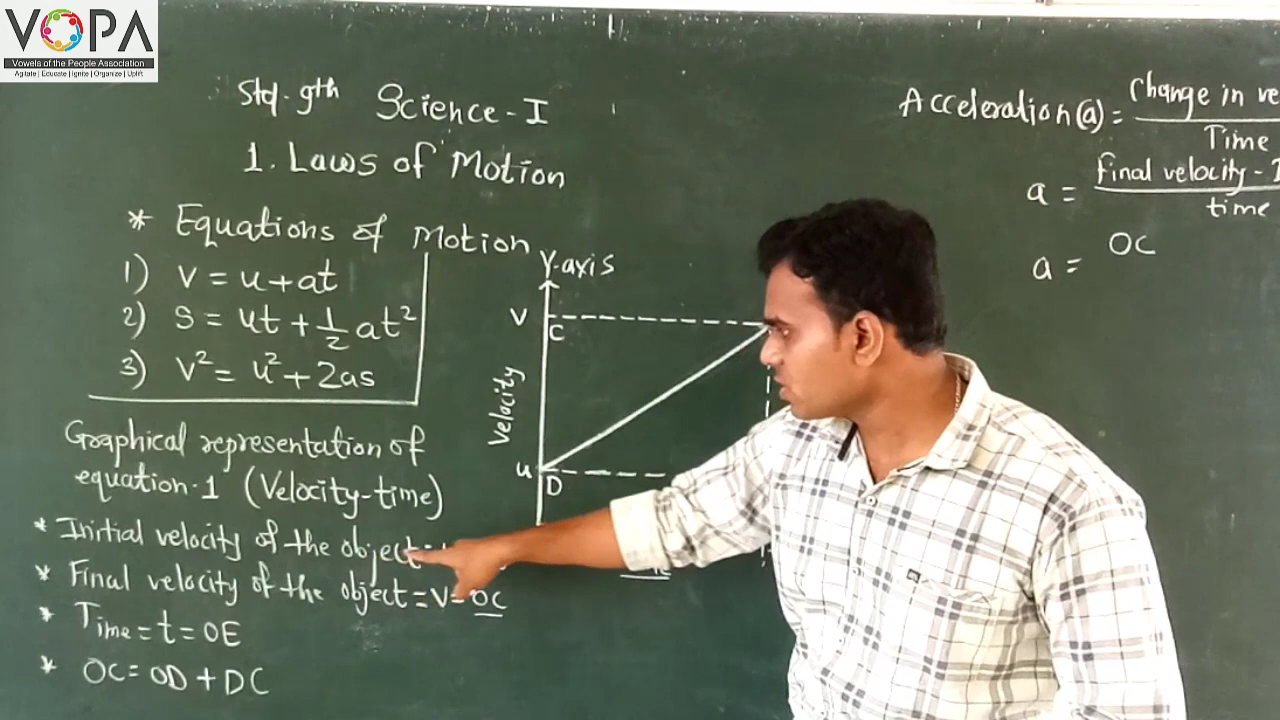 VOPA
Vowels of the People Association
Agitate | Educate | Ignite | Organize | Uplift
Std. 9th Science-I
1. Laws of Motion
* Equations of Motion
1) v = u+at
2) s = ut + 1/2 at²
3) v² = u² + 2as
Graphical representation of
equation.1 (Velocity-time)
* Initial velocity of the object
* Final velocity of the object = v = OC
* Time = t = OE
* OC = OD + DC
Y-axis
V
C
Velocity
u
D
Acceleration(a) = Change in ve
Time
a = Final velocity - I
time
a = OC